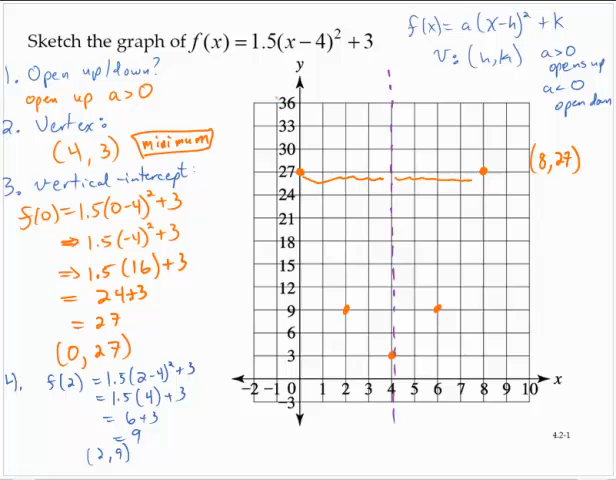 f(x) = a(x-h)² + k
Sketch the graph of f(x) = 1.5(x − 4)² + 3
V: (h, k)
a>0
opens up
a<0
open down
1. Open up/down?
open up a>0
2. Vertex:
(4, 3) minimum
3. Vertical-intercept:
f(0) = 1.5(0-4)² + 3
⇒ 1.5(-4)² + 3
⇒ 1.5(16) + 3
= 24+3
= 27
(0, 27)
4). f(2) = 1.5(2-4)² + 3
= 1.5(4) + 3
= 6+3
= 9
(2, 9)
y
36
33
30
27
24
21
18
15
12
9
6
3
−2 −1 0 1 2 3 4 5 6 7 8 9 10 x
−3
(8, 27)
4.2-1